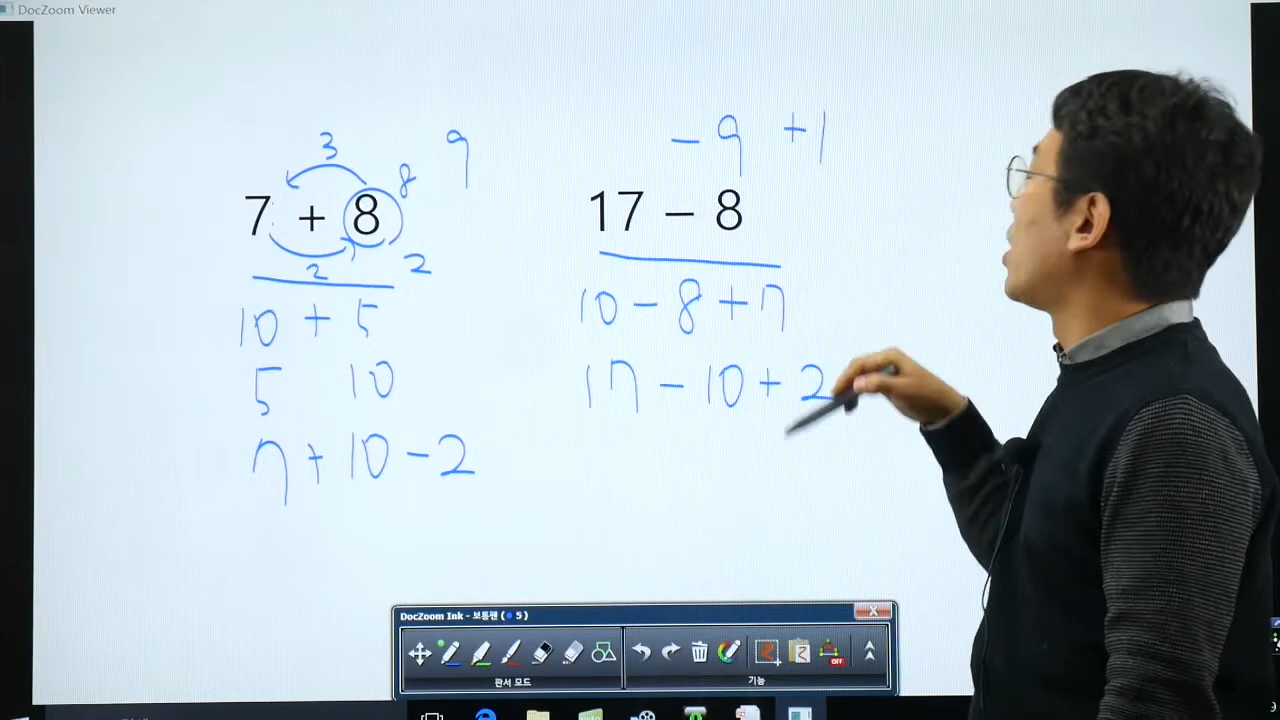 DocZoom Viewer
3 8 9
7 + 8
2 2
10 + 5
5 10
7 + 10 - 2
- 9 +1
17 - 8
10 - 8 + 7
17 - 10 + 2
DocZoom Ink - 보통펜 ( 5 ) X
OFF
판서 모드 기능